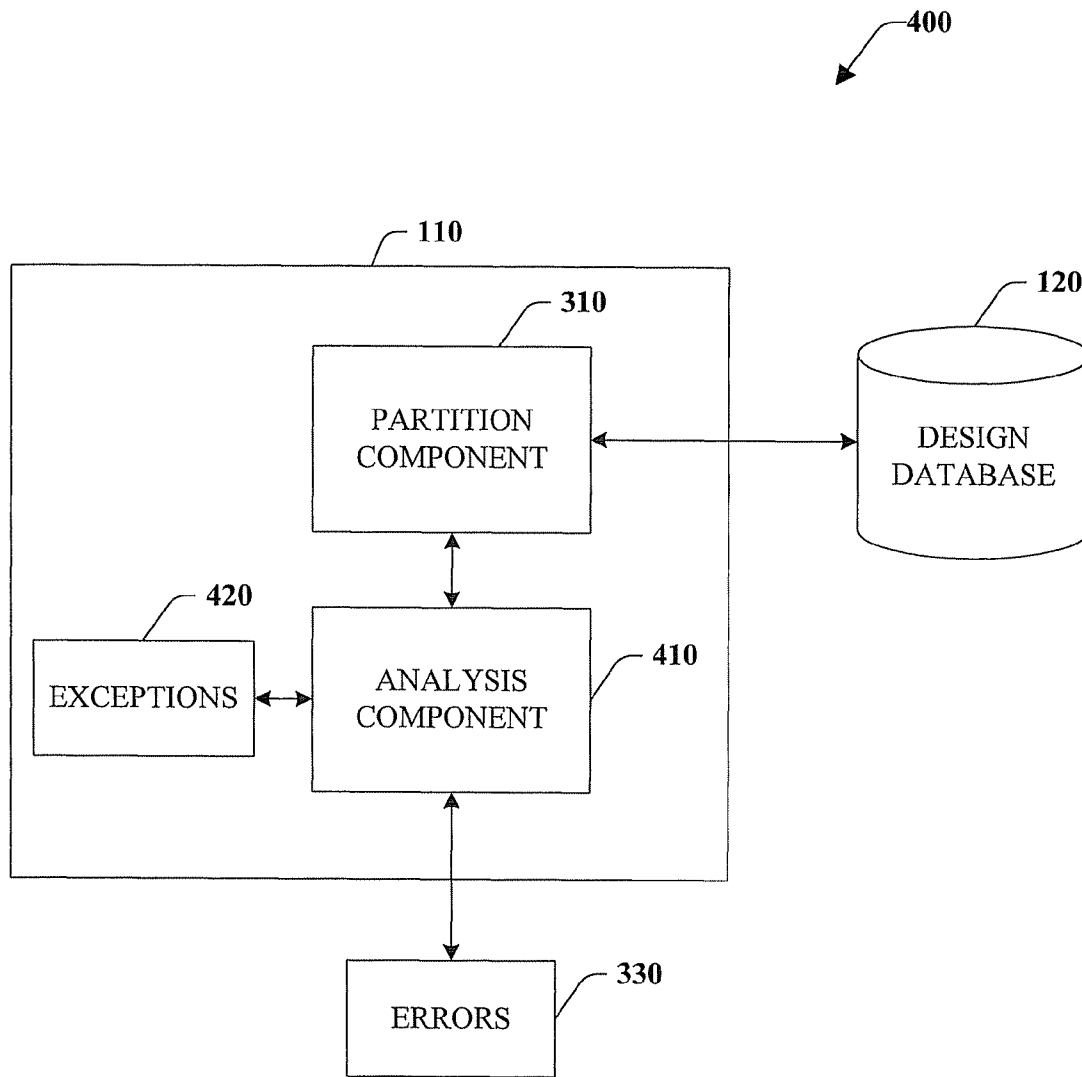 400
110
310
120
PARTITION
COMPONENT
DESIGN
DATABASE
420
410
EXCEPTIONS
ANALYSIS
COMPONENT
330
ERRORS